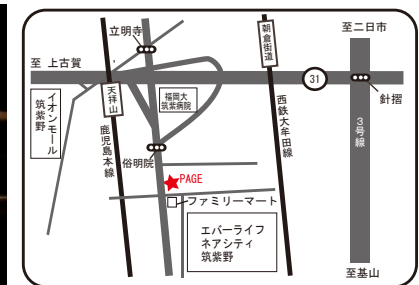 立明寺
朝倉街道
至二日市
至 上古賀
天拝山
福岡大
筑紫病院
31
針摺
イオンモール
筑紫野
鹿児島本線
西鉄大牟田線
3号線
俗明院
PAGE
ファミリーマート
エバーライフ
ネアシティ
筑紫野
至基山